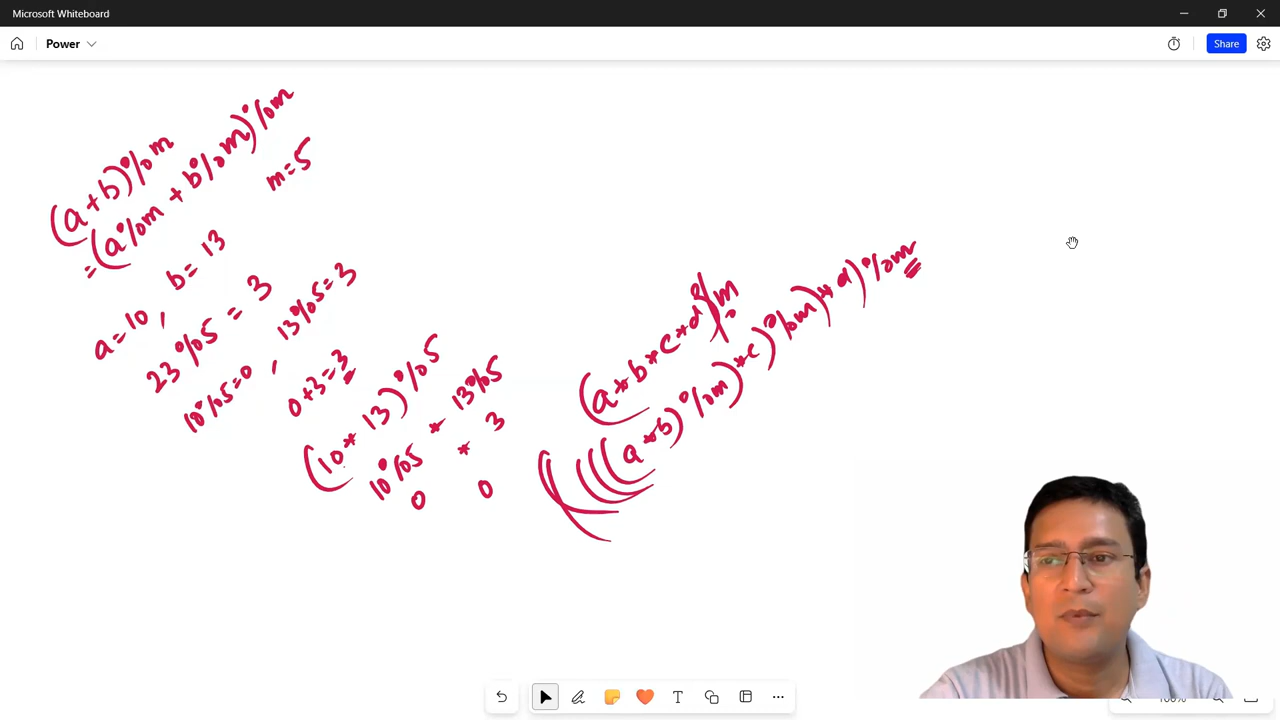 Microsoft Whiteboard
Power
Share
(a+b)%m
= (a%m + b%m)%m
m=5
a=10, b=13
23%5 = 3
10%5=0, 13%5=3
0+3=3
(10*13)%5
10%5 * 13%5
0 * 3
0
(a*b*c*d)%m
((((a*b)%m)*c)%m)*d)%m
T
100%